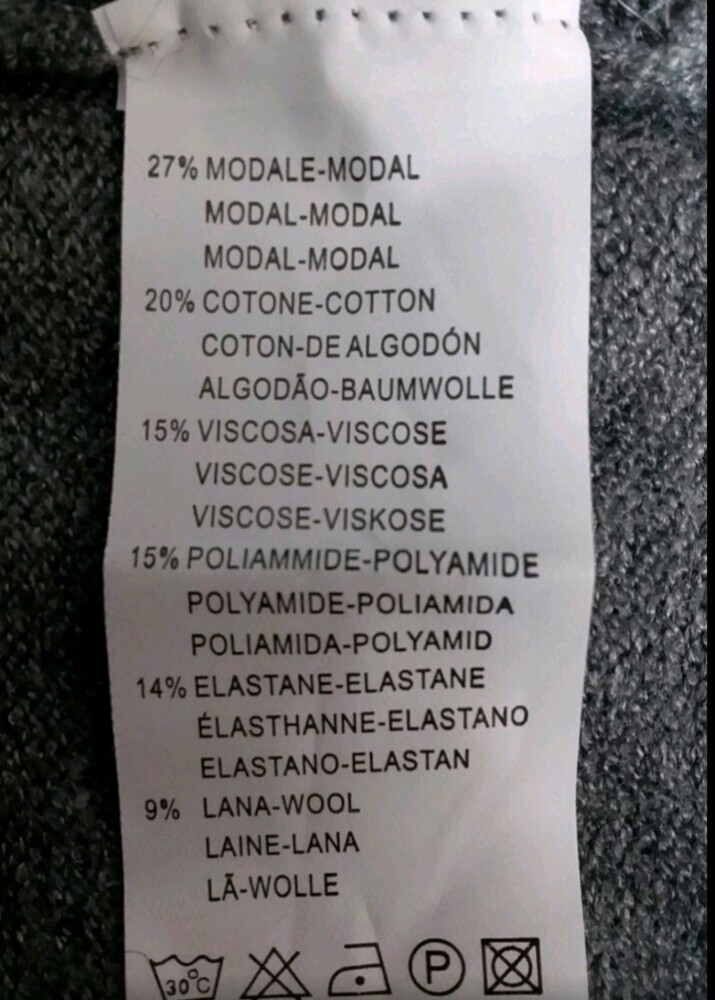 27% MODALE-MODAL
MODAL-MODAL
MODAL-MODAL
20% COTONE-COTTON
COTON-DE ALGODÓN
ALGODÃO-BAUMWOLLE
15% VISCOSA-VISCOSE
VISCOSE-VISCOSA
VISCOSE-VISKOSE
15% POLIAMMIDE-POLYAMIDE
POLYAMIDE-POLIAMIDA
POLIAMIDA-POLYAMID
14% ELASTANE-ELASTANE
ÉLASTHANNE-ELASTANO
ELASTANO-ELASTAN
9% LANA-WOOL
LAINE-LANA
LÃ-WOLLE
30°C P